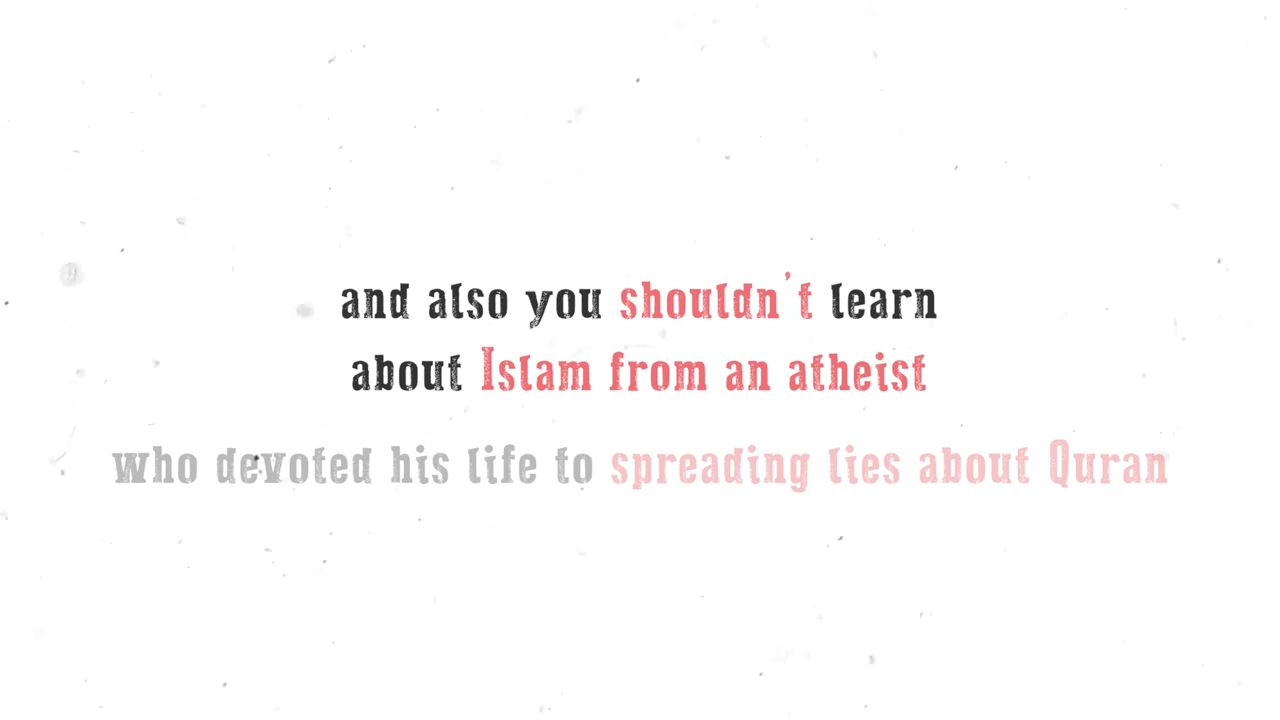 and also you shouldn't learn
about Islam from an atheist
who devoted his life to spreading lies about Quran